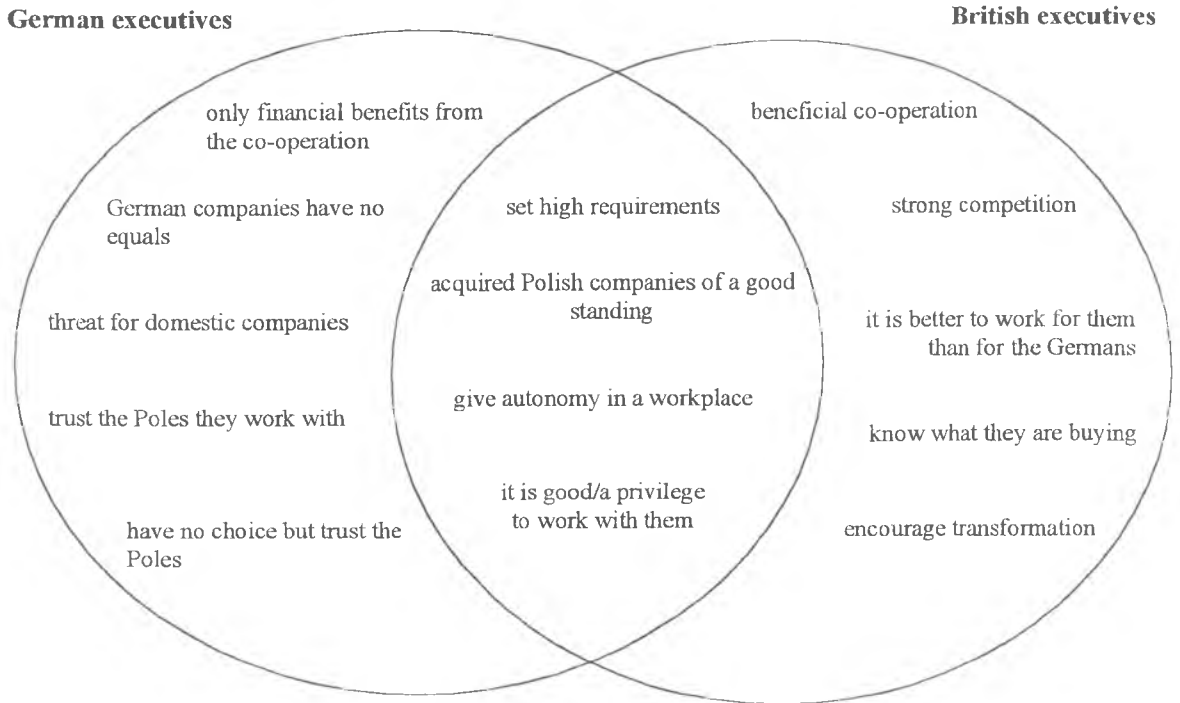 German executives
British executives
only financial benefits from
the co-operation
German companies have no
equals
threat for domestic companies
trust the Poles they work with
have no choice but trust the
Poles
set high requirements
acquired Polish companies of a good
standing
give autonomy in a workplace
it is good/a privilege
to work with them
beneficial co-operation
strong competition
it is better to work for them
than for the Germans
know what they are buying
encourage transformation